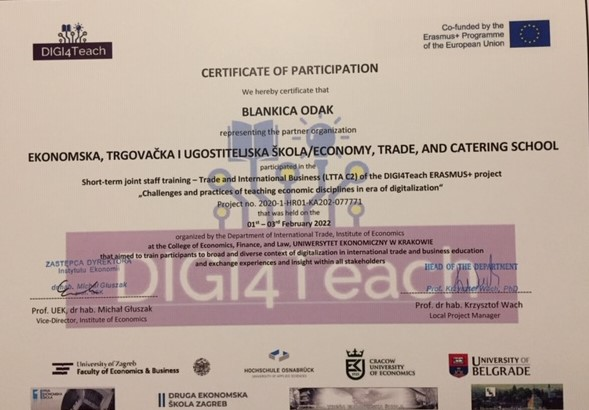 DIGI4Teach
Co-funded by the
Erasmus+ Programme
of the European Union
CERTIFICATE OF PARTICIPATION
We hereby certificate that
BLANKICA ODAK
representing the partner organization
EKONOMSKA, TRGOVAČKA I UGOSTITELJSKA ŠKOLA/ECONOMY, TRADE, AND CATERING SCHOOL
participated in the
Short-term joint staff training – Trade and International Business (LTTA C2) of the DIGI4Teach ERASMUS+ project
„Challenges and practices of teaching economic disciplines in era of digitalization"
Project no. 2020-1-HR01-KA202-077771
that was held on the
01st – 03rd February 2022
organized by the Department of International Trade, Institute of Economics
at the College of Economics, Finance, and Law, UNIWERSYTET EKONOMICZNY W KRAKOWIE
that aimed to train participants to broad and diverse context of digitalization in international trade and business education
and exchange experiences and insight within all stakeholders
DIGI4Teach
ZASTĘPCA DYREKTORA
Instytutu Ekonomii
dr hab. Michał Głuszak
HEAD OF THE DEPARTMENT
Prof. Krzysztof Wach, PhD
Prof. UEK, dr hab. Michał Głuszak
Vice-Director, Institute of Economics
Prof. dr hab. Krzysztof Wach
Local Project Manager
University of Zagreb
Faculty of Economics & Business
HOCHSCHULE OSNABRÜCK
UNIVERSITY OF APPLIED SCIENCES
CRACOW
UNIVERSITY
OF ECONOMICS
UNIVERSITY OF
BELGRADE
DRUGA EKONOMSKA
ŠKOLA ZAGREB